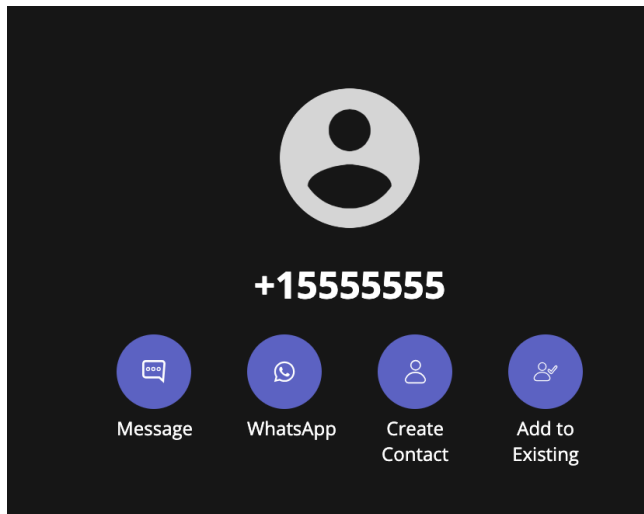 +15555555
Message
WhatsApp
Create
Contact
Add to
Existing